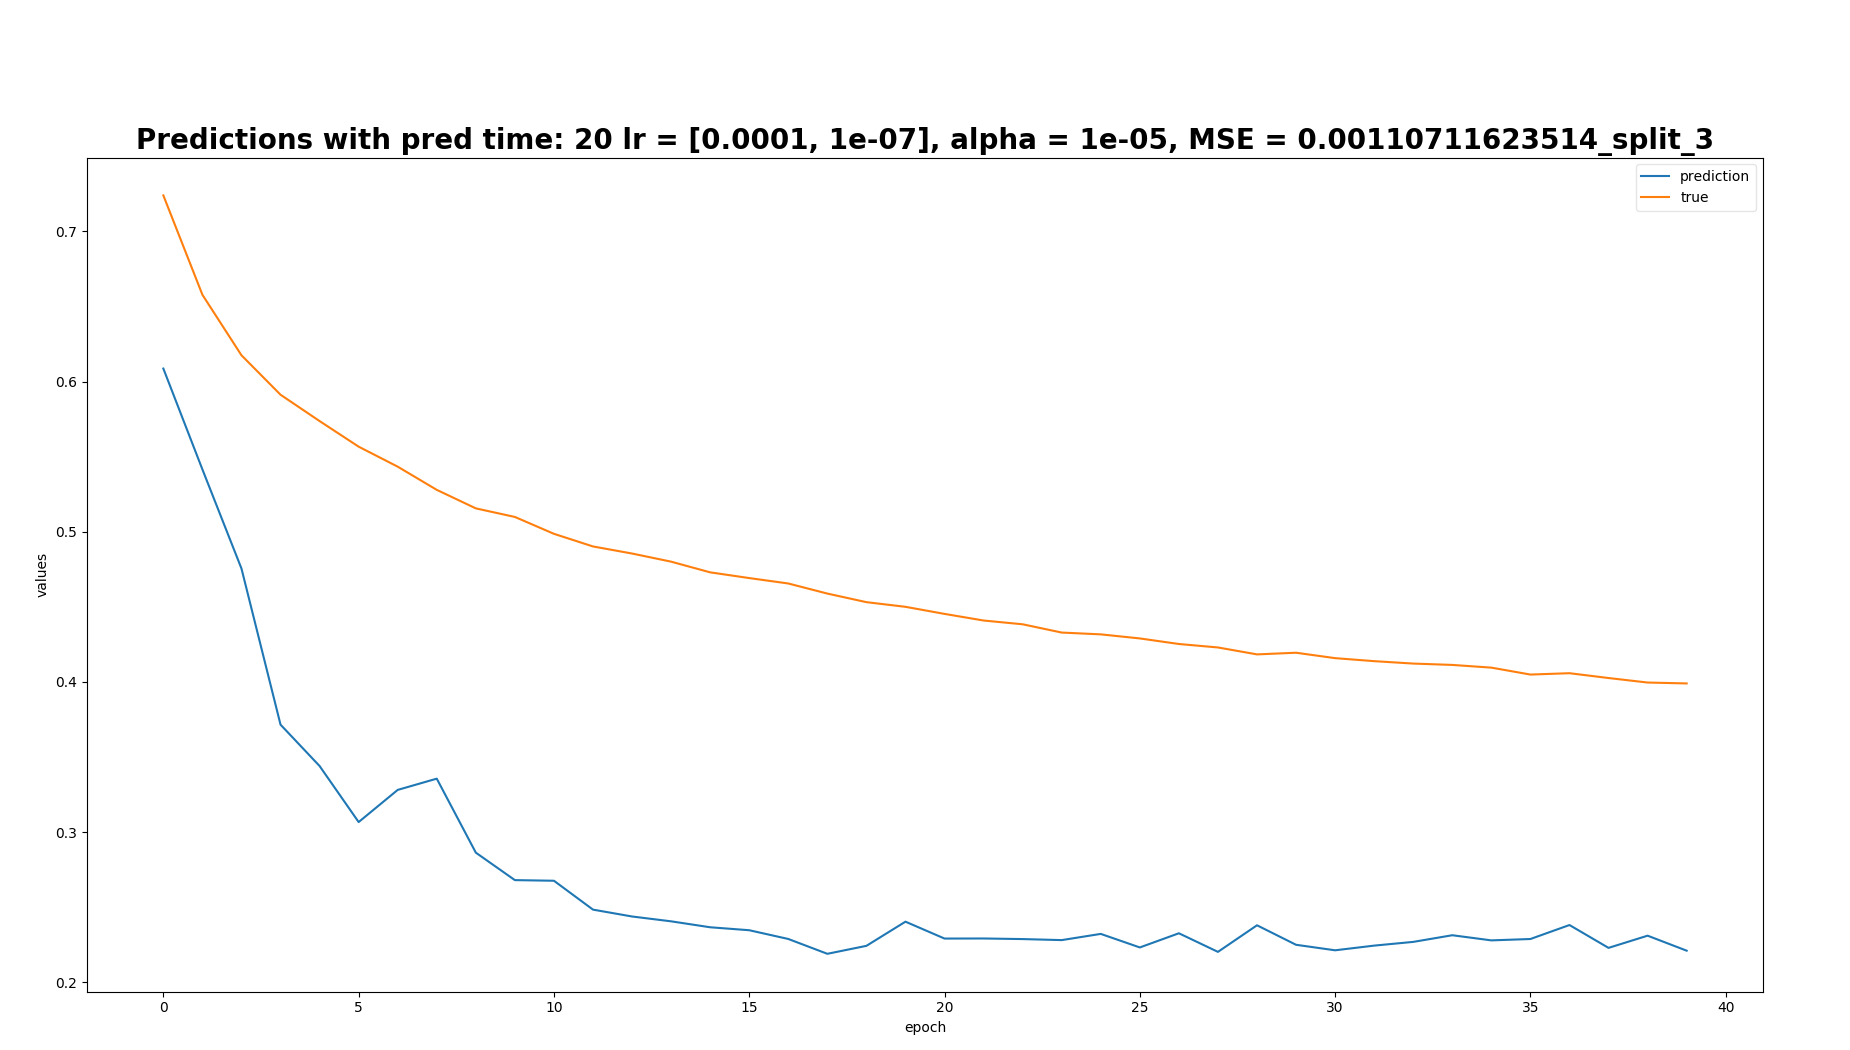 Predictions with pred time: 20 lr = [0.0001, 1e-07], alpha = 1e-05, MSE = 0.00110711623514_split_3
prediction
true
values
0.7
0.6
0.5
0.4
0.3
0.2
0 5 10 15 20 25 30 35 40
epoch